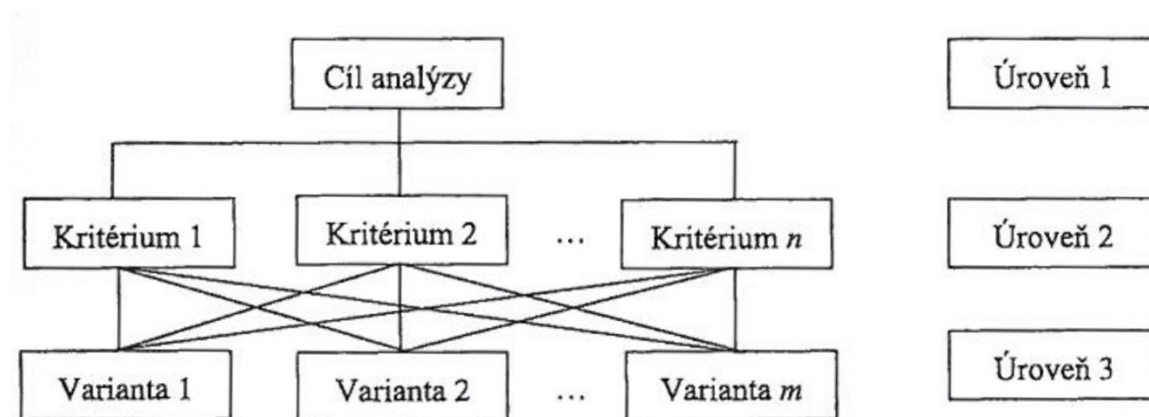 Cíl analýzy
Úroveň 1
Kritérium 1
Kritérium 2
...
Kritérium n
Úroveň 2
Varianta 1
Varianta 2
...
Varianta m
Úroveň 3